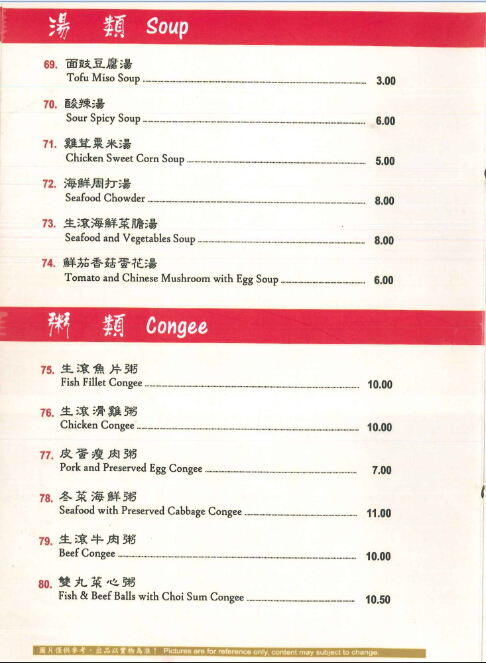 湯 類 Soup
69. 面豉豆腐湯
Tofu Miso Soup 3.00
70. 酸辣湯
Sour Spicy Soup 6.00
71. 雞茸粟米湯
Chicken Sweet Corn Soup 5.00
72. 海鮮周打湯
Seafood Chowder 8.00
73. 生滾海鮮菜膽湯
Seafood and Vegetables Soup 8.00
74. 鮮茄香菇蛋花湯
Tomato and Chinese Mushroom with Egg Soup 6.00
粥 類 Congee
75. 生滾魚片粥
Fish Fillet Congee 10.00
76. 生滾滑雞粥
Chicken Congee 10.00
77. 皮蛋瘦肉粥
Pork and Preserved Egg Congee 7.00
78. 冬菜海鮮粥
Seafood with Preserved Cabbage Congee 11.00
79. 生滾牛肉粥
Beef Congee 10.00
80. 雙丸菜心粥
Fish & Beef Balls with Choi Sum Congee 10.50
圖片僅供參考，出品以實物為准！ Pictures are for reference only, content may subject to change.